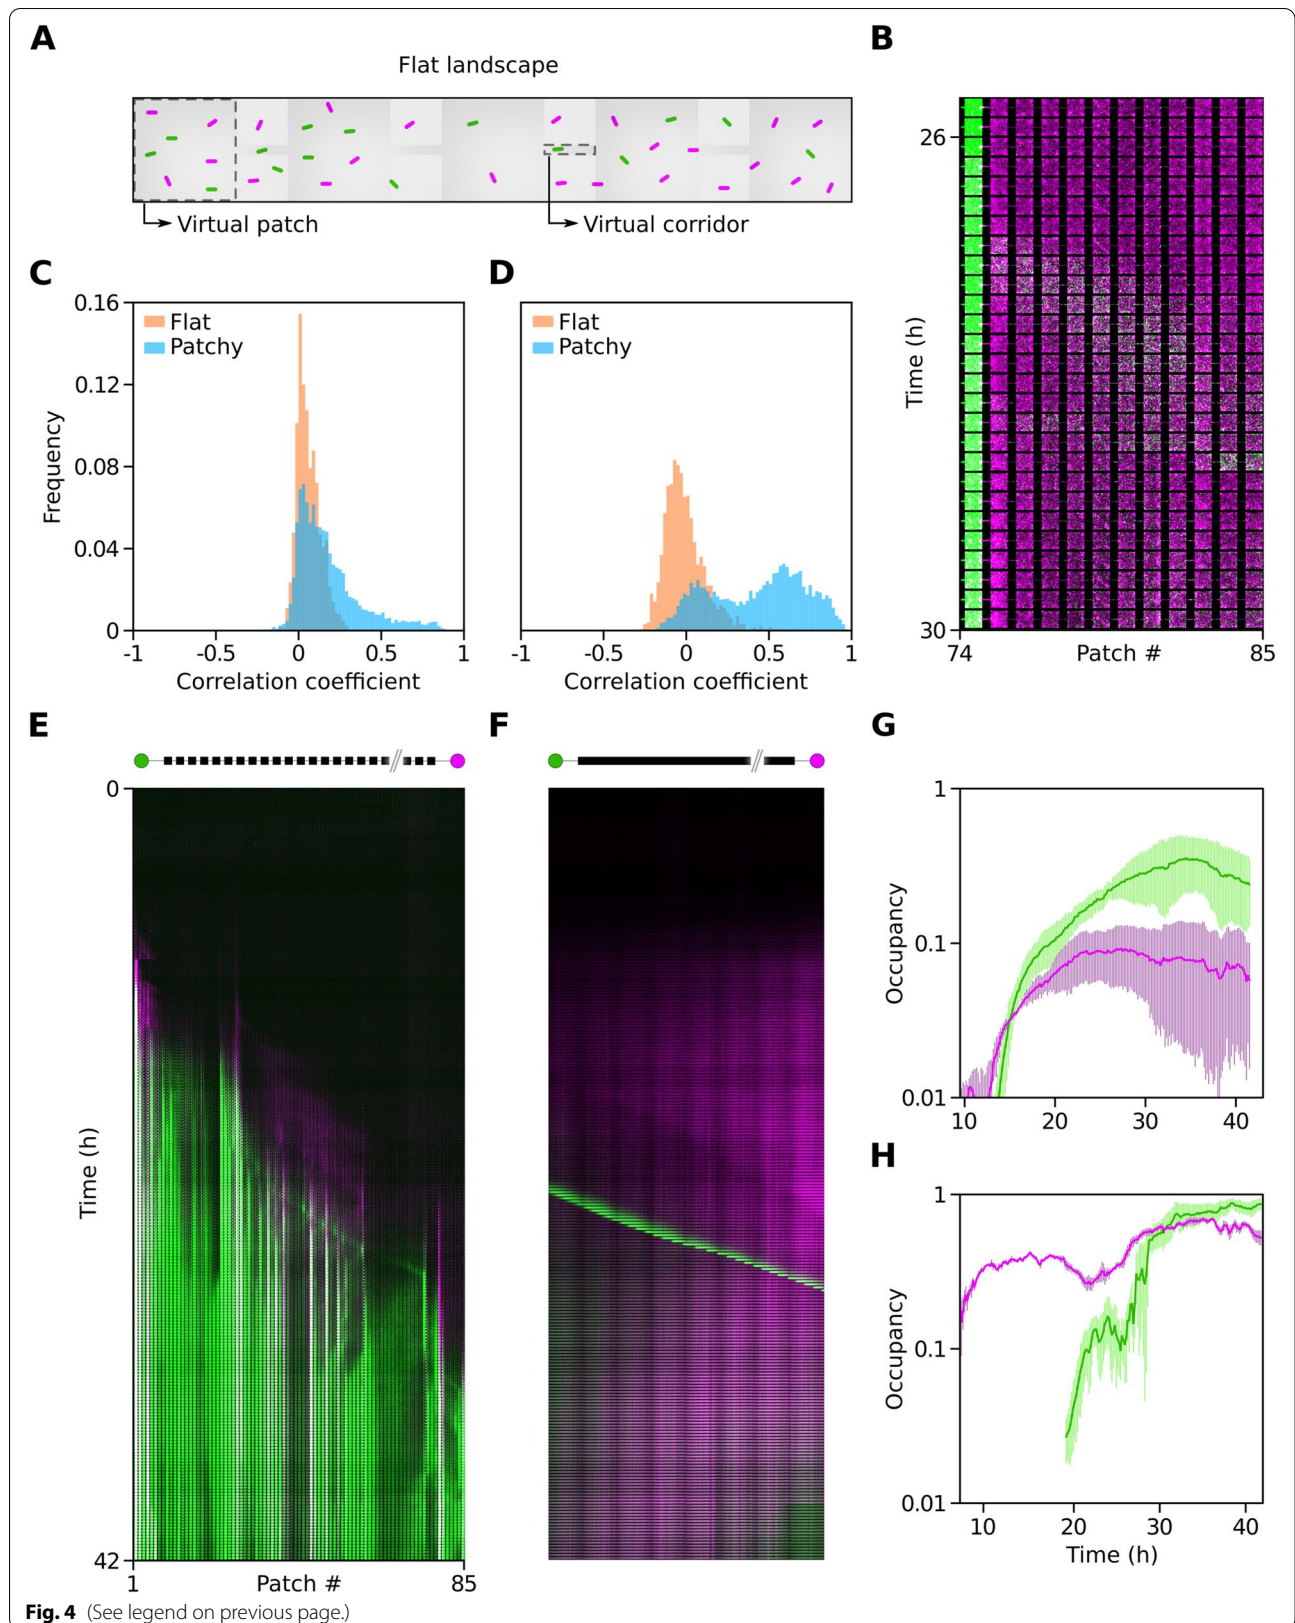 A
Flat landscape
Virtual patch
Virtual corridor
B
26
Time (h)
30
74
Patch #
85
C
0.16
0.12
0.08
0.04
0
Frequency
Flat
Patchy
-1
-0.5
0
0.5
1
Correlation coefficient
D
Flat
Patchy
-1
-0.5
0
0.5
1
Correlation coefficient
E
0
Time (h)
42
1
Patch #
85
F
G
1
0.1
0.01
Occupancy
10
20
30
40
H
1
0.1
0.01
Occupancy
10
20
30
40
Time (h)
Fig. 4 (See legend on previous page.)